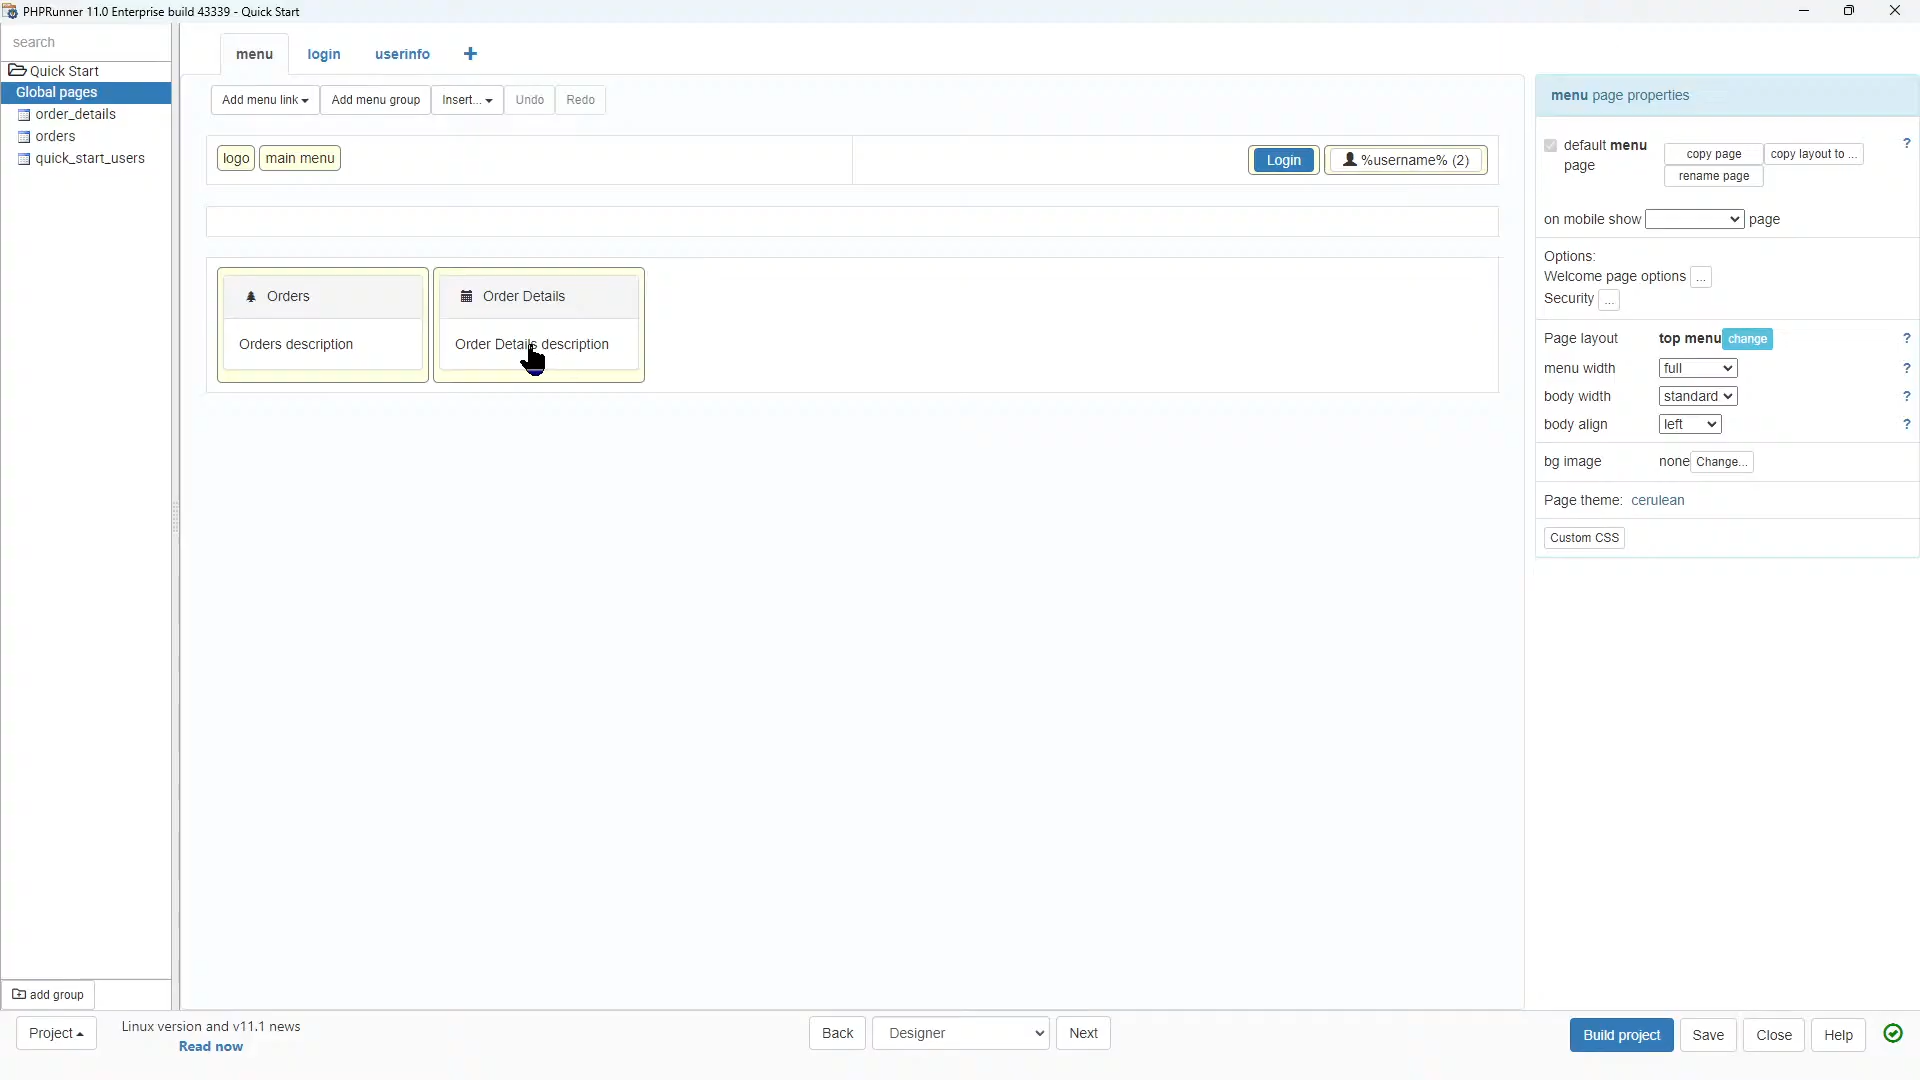 PHPRunner 11.0 Enterprise build 43339 - Quick Start
search
Quick Start
Global pages
order_details
orders
quick_start_users
add group
menu
login
userinfo
+
Add menu link
Add menu group
Insert...
Undo
Redo
logo
main menu
Login
%username% (2)
Orders
Orders description
Order Details
Order Details description
menu page properties
default menu
page
copy page
copy layout to ...
rename page
?
on mobile show
page
Options:
Welcome page options ...
Security ...
Page layout top menu change ?
menu width full ?
body width standard ?
body align left ?
bg image none Change...
Page theme: cerulean
Custom CSS
Project
Linux version and v11.1 news
Read now
Back
Designer
Next
Build project
Save
Close
Help